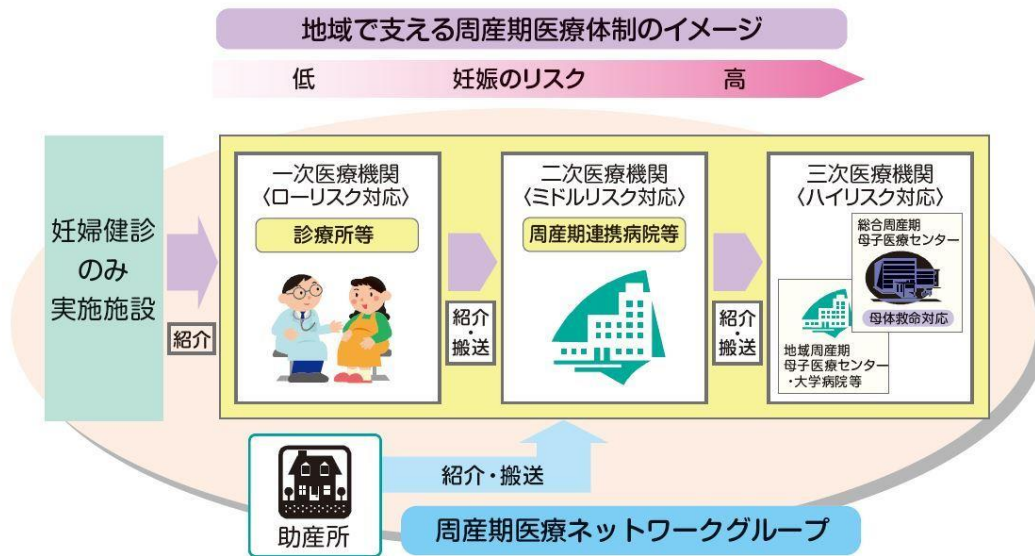 地域で支える周産期医療体制のイメージ
低 妊娠のリスク 高
妊婦健診
のみ
実施施設
紹介
一次医療機関
〈ローリスク対応〉
診療所等
紹介
・
搬送
二次医療機関
〈ミドルリスク対応〉
周産期連携病院等
紹介
・
搬送
三次医療機関
〈ハイリスク対応〉
総合周産期
母子医療センター
母体救命対応
地域周産期
母子医療センター
・大学病院等
助産所
紹介・搬送
周産期医療ネットワークグループ